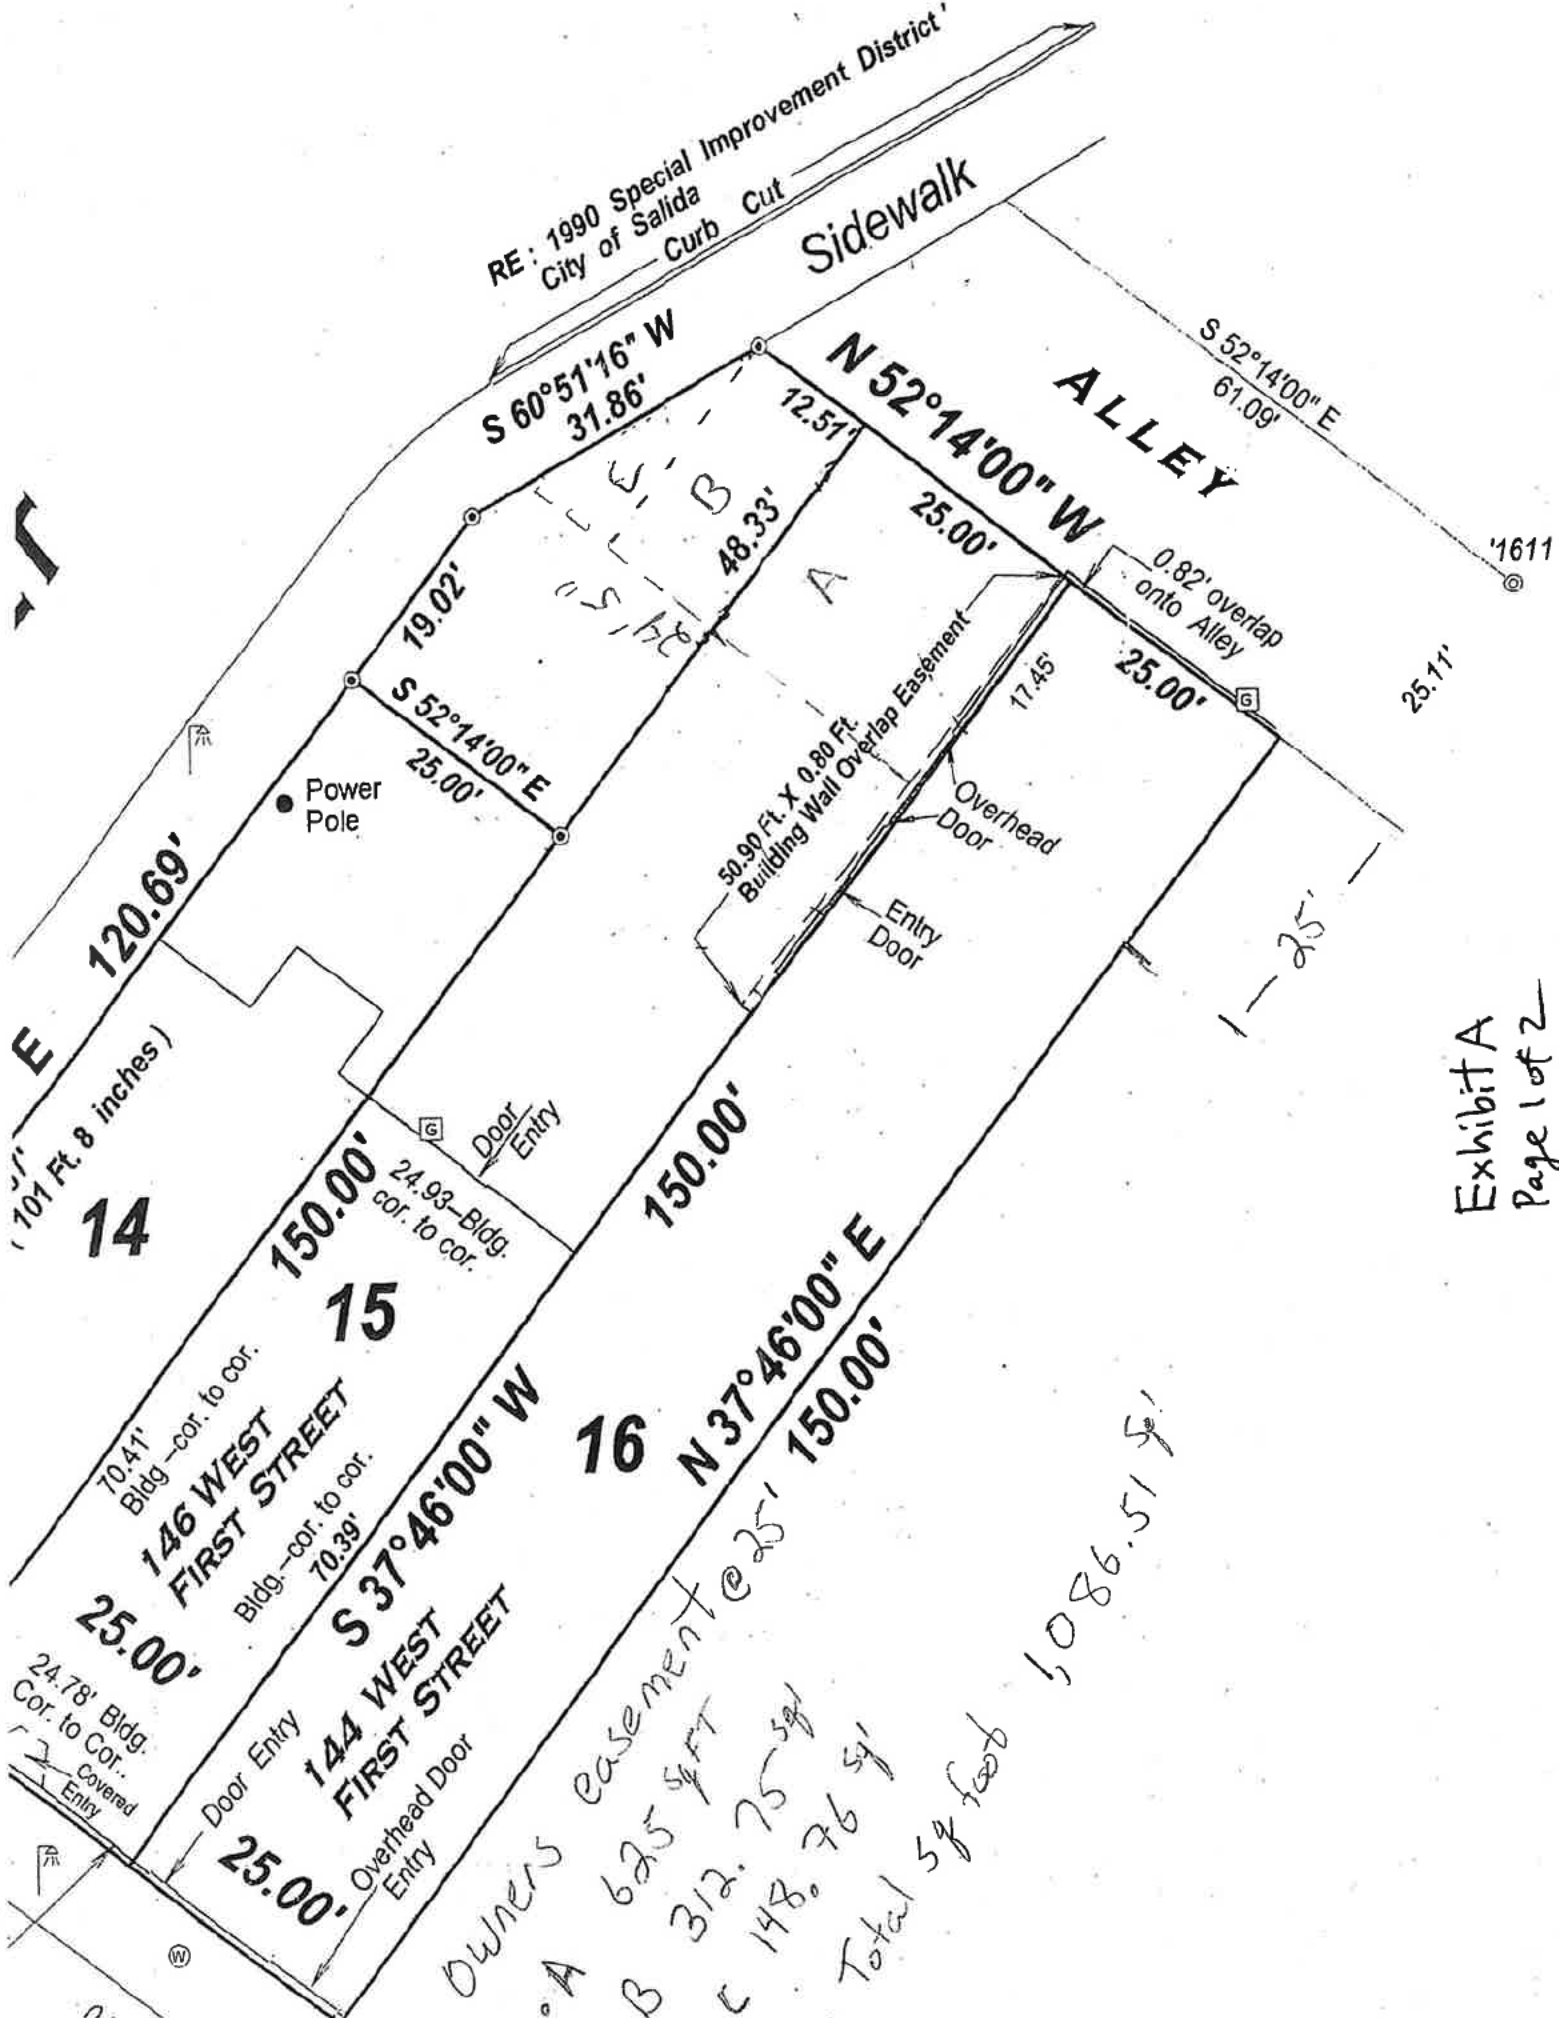 RE : 1990 Special Improvement District'
City of Salida
Curb Cut
Sidewalk
S 60°51'16" W
31.86'
N 52°14'00" W
12.51'
25.00'
ALLEY
S 52°14'00" E
61.09'
'1611
25.11'
0.82' overlap
onto Alley
25.00'
G
B
A
48.33'
24' 5"
19.02'
S 52°14'00" E
25.00'
Power
Pole
120.69'
50.90 Ft. X 0.80 Ft.
Building Wall Overlap Easement
17.45'
Overhead
Door
Entry
Door
1—25'
Exhibit A
Page 1 of 2
E
(101 Ft. 8 inches)
14
G
Door
Entry
24.93–Bldg.
cor. to cor.
150.00'
15
150.00'
N 37°46'00" E
150.00'
16
70.41'
Bldg –cor. to cor.
146 WEST
FIRST STREET
Bldg.–cor. to cor.
70.39'
S 37°46'00" W
25.00'
24.78' Bldg.
Cor. to Cor..
Covered
Entry
Door Entry
144 WEST
FIRST STREET
Overhead Door
Entry
25.00'
W
Owners easement @ 25'
A 625 sq FT
B 312.75 sq'
C 148.76 sq'
Total sq foot 1,086.51 sq'